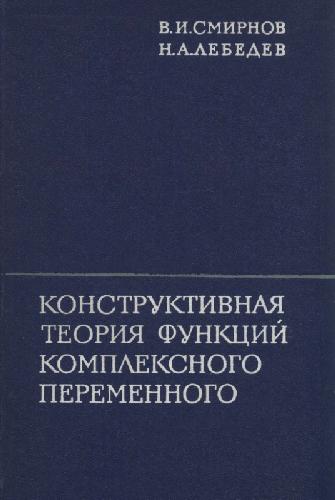 В.И.СМИРНОВ
Н.А.ЛЕБЕДЕВ
КОНСТРУКТИВНАЯ
ТЕОРИЯ ФУНКЦИЙ
КОМПЛЕКСНОГО
ПЕРЕМЕННОГО